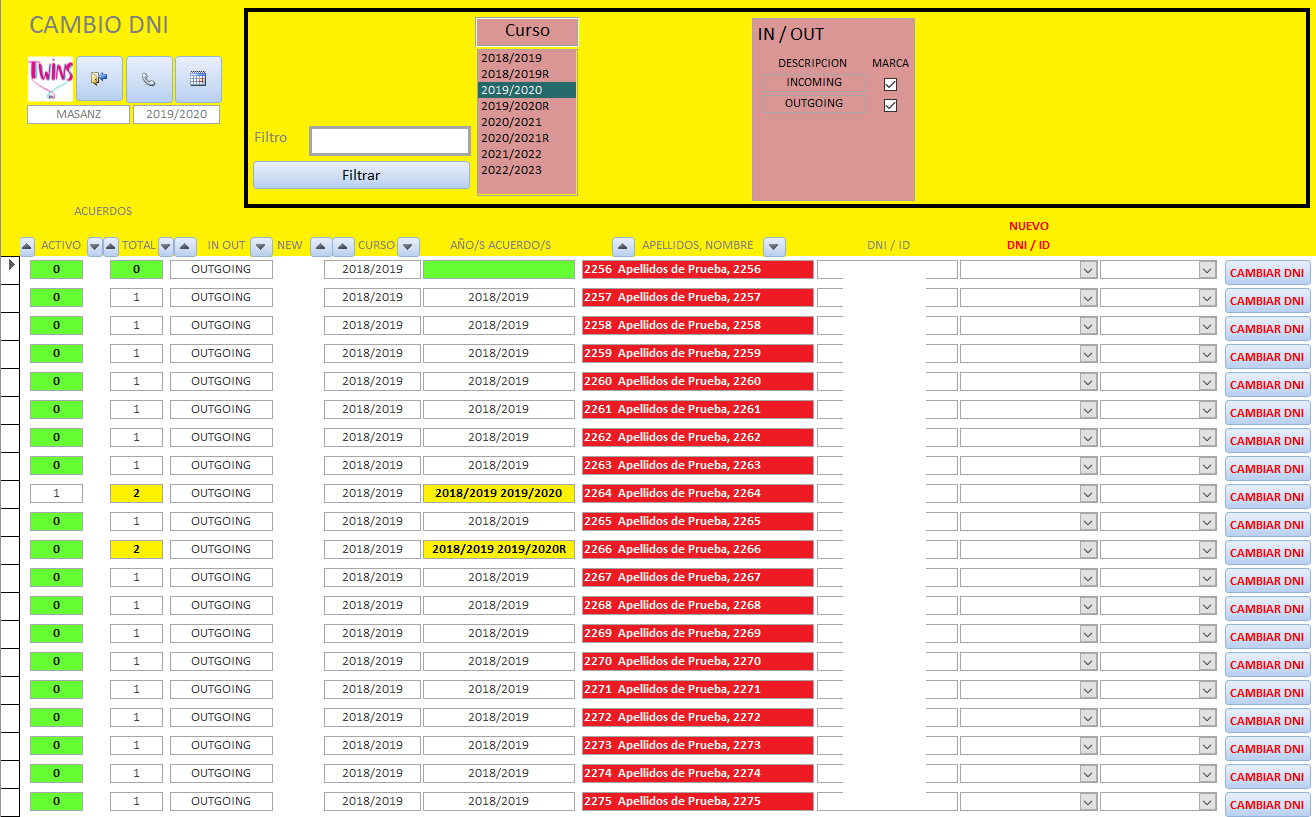 CAMBIO DNI
TWINS
MASANZ 2019/2020
Filtro
Filtrar
Curso
2018/2019
2018/2019R
2019/2020
2019/2020R
2020/2021
2020/2021R
2021/2022
2022/2023
IN / OUT
DESCRIPCION MARCA
INCOMING
OUTGOING
ACUERDOS
NUEVO
ACTIVO TOTAL IN OUT NEW CURSO AÑO/S ACUERDO/S APELLIDOS, NOMBRE DNI / ID DNI / ID
0 0 OUTGOING 2018/2019 2256 Apellidos de Prueba, 2256 CAMBIAR DNI
0 1 OUTGOING 2018/2019 2018/2019 2257 Apellidos de Prueba, 2257 CAMBIAR DNI
0 1 OUTGOING 2018/2019 2018/2019 2258 Apellidos de Prueba, 2258 CAMBIAR DNI
0 1 OUTGOING 2018/2019 2018/2019 2259 Apellidos de Prueba, 2259 CAMBIAR DNI
0 1 OUTGOING 2018/2019 2018/2019 2260 Apellidos de Prueba, 2260 CAMBIAR DNI
0 1 OUTGOING 2018/2019 2018/2019 2261 Apellidos de Prueba, 2261 CAMBIAR DNI
0 1 OUTGOING 2018/2019 2018/2019 2262 Apellidos de Prueba, 2262 CAMBIAR DNI
0 1 OUTGOING 2018/2019 2018/2019 2263 Apellidos de Prueba, 2263 CAMBIAR DNI
1 2 OUTGOING 2018/2019 2018/2019 2019/2020 2264 Apellidos de Prueba, 2264 CAMBIAR DNI
0 1 OUTGOING 2018/2019 2018/2019 2265 Apellidos de Prueba, 2265 CAMBIAR DNI
0 2 OUTGOING 2018/2019 2018/2019 2019/2020R 2266 Apellidos de Prueba, 2266 CAMBIAR DNI
0 1 OUTGOING 2018/2019 2018/2019 2267 Apellidos de Prueba, 2267 CAMBIAR DNI
0 1 OUTGOING 2018/2019 2018/2019 2268 Apellidos de Prueba, 2268 CAMBIAR DNI
0 1 OUTGOING 2018/2019 2018/2019 2269 Apellidos de Prueba, 2269 CAMBIAR DNI
0 1 OUTGOING 2018/2019 2018/2019 2270 Apellidos de Prueba, 2270 CAMBIAR DNI
0 1 OUTGOING 2018/2019 2018/2019 2271 Apellidos de Prueba, 2271 CAMBIAR DNI
0 1 OUTGOING 2018/2019 2018/2019 2272 Apellidos de Prueba, 2272 CAMBIAR DNI
0 1 OUTGOING 2018/2019 2018/2019 2273 Apellidos de Prueba, 2273 CAMBIAR DNI
0 1 OUTGOING 2018/2019 2018/2019 2274 Apellidos de Prueba, 2274 CAMBIAR DNI
0 1 OUTGOING 2018/2019 2018/2019 2275 Apellidos de Prueba, 2275 CAMBIAR DNI